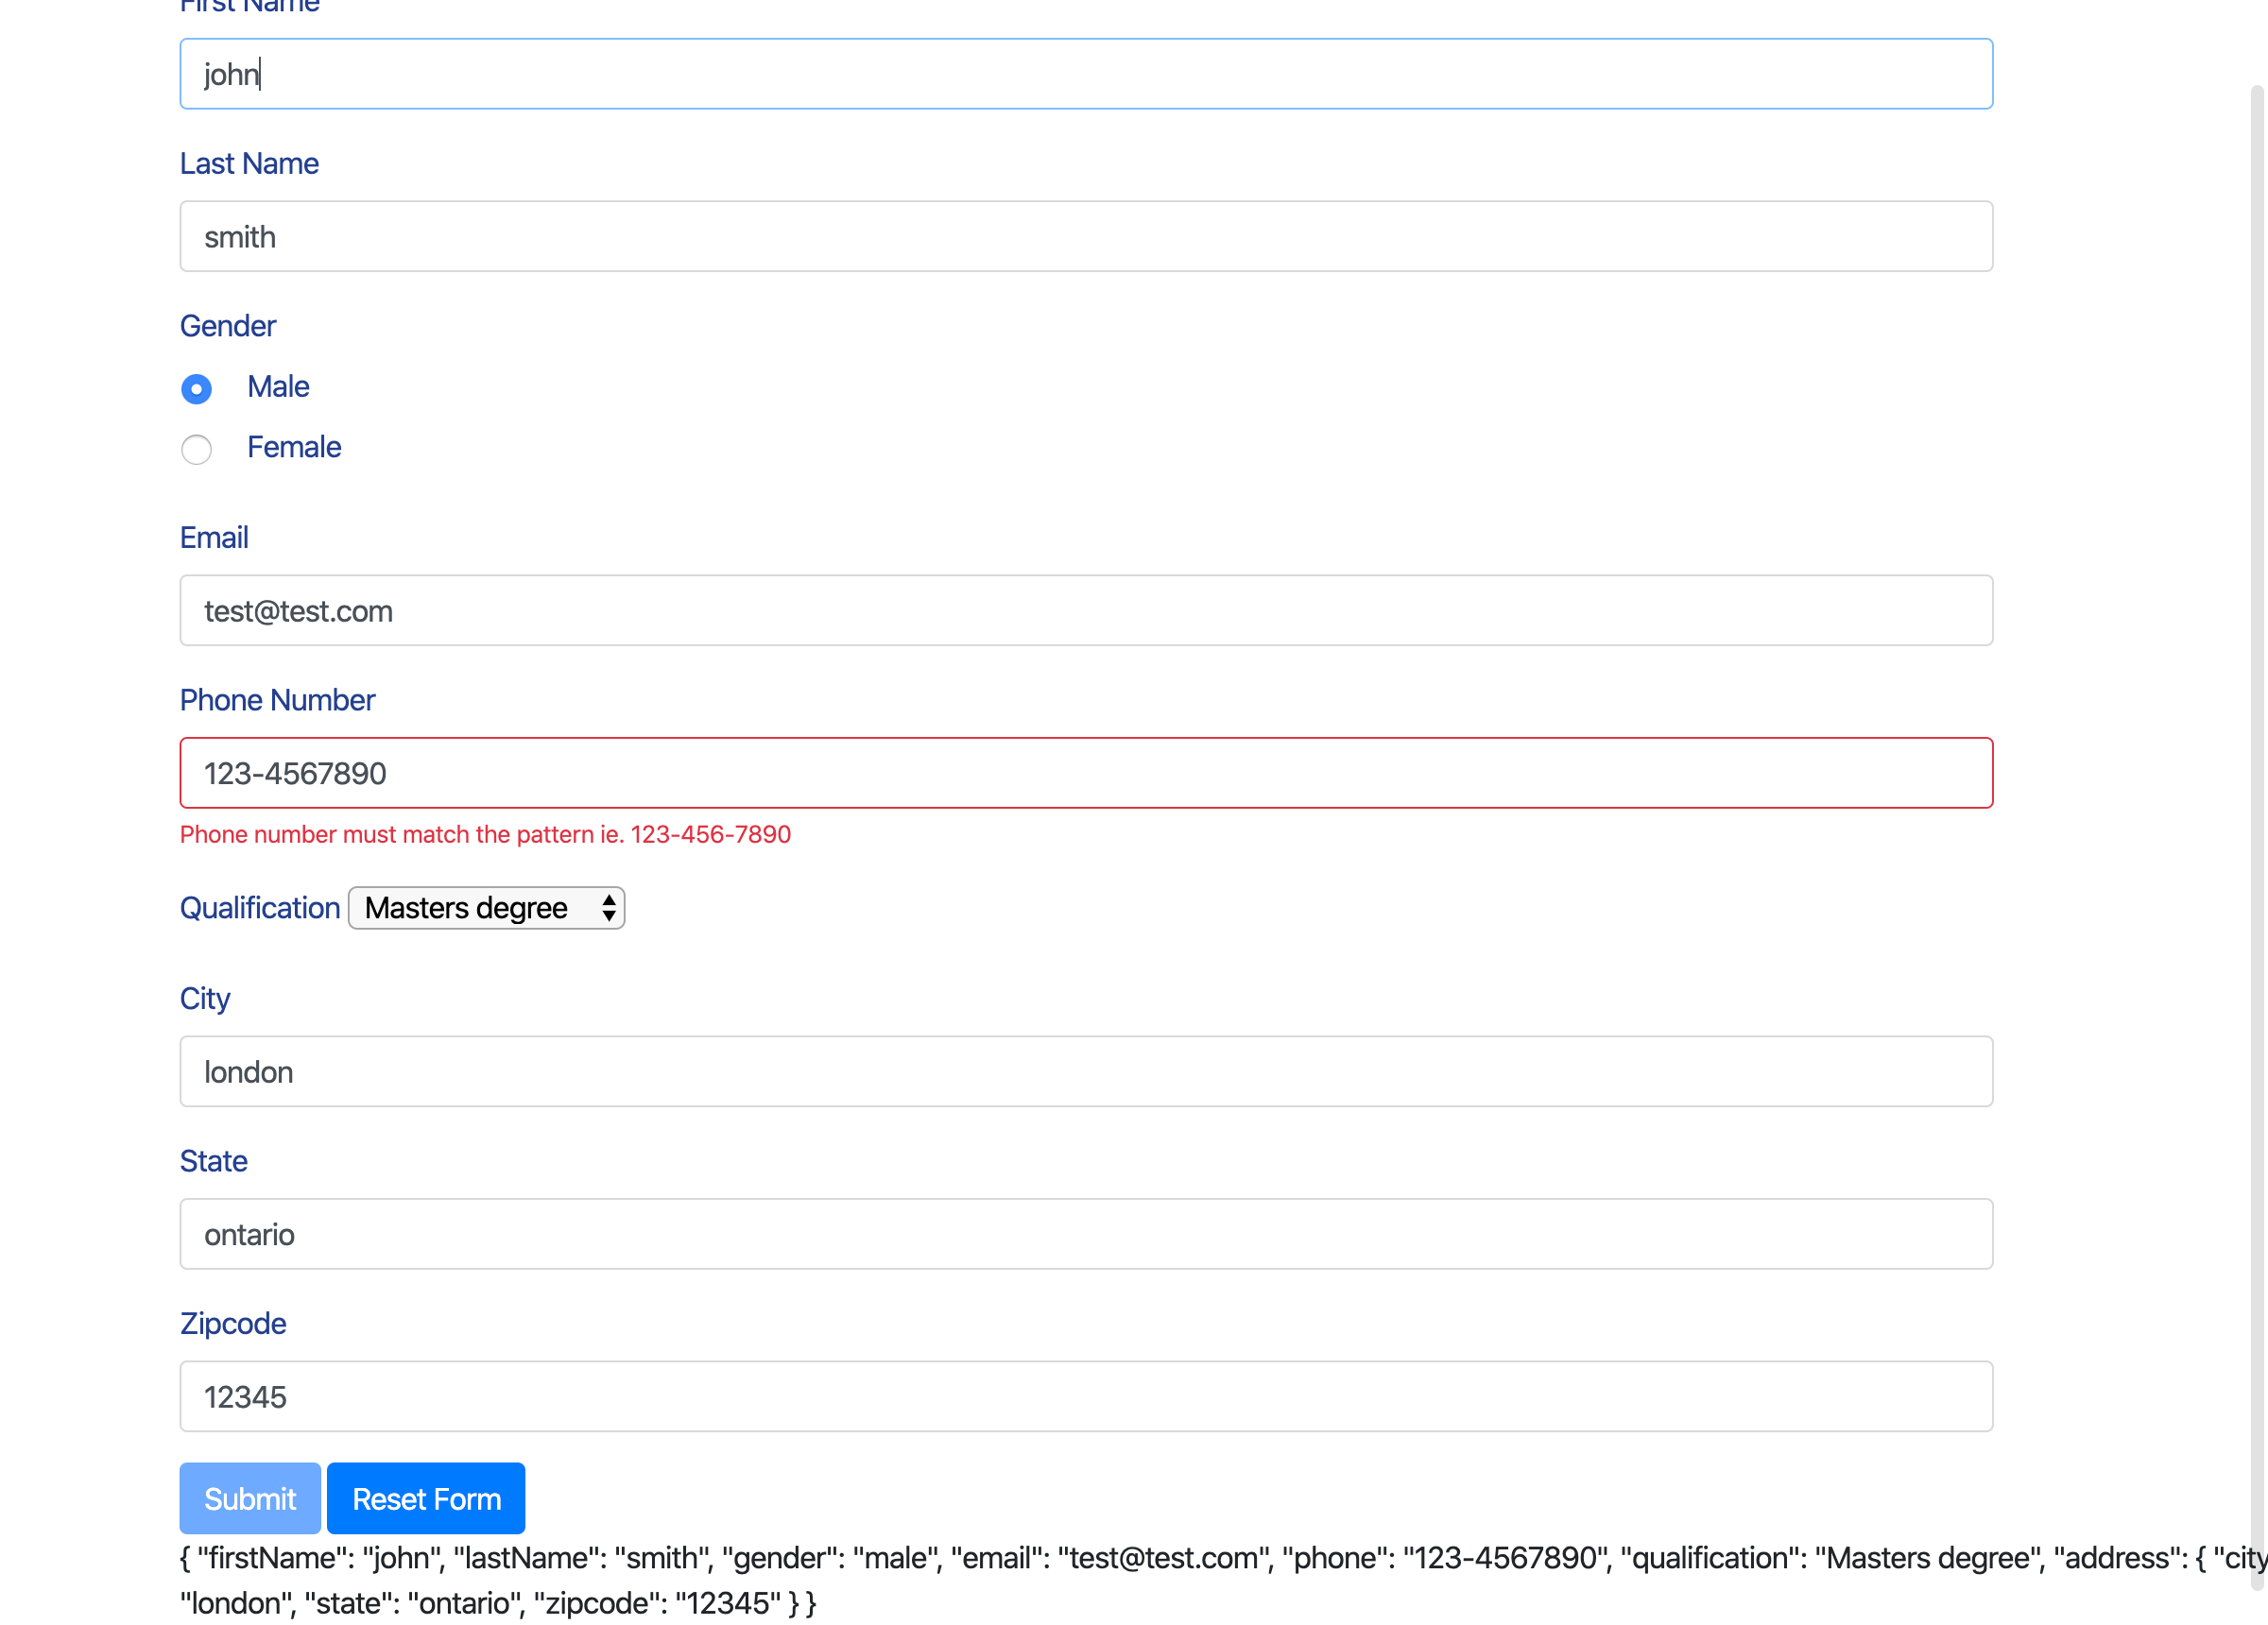 First Name
john
Last Name
smith
Gender
Male
Female
Email
test@test.com
Phone Number
123-4567890
Phone number must match the pattern ie. 123-456-7890
Qualification Masters degree
City
london
State
ontario
Zipcode
12345
Submit Reset Form
{ "firstName": "john", "lastName": "smith", "gender": "male", "email": "test@test.com", "phone": "123-4567890", "qualification": "Masters degree", "address": { "city
"london", "state": "ontario", "zipcode": "12345" } }